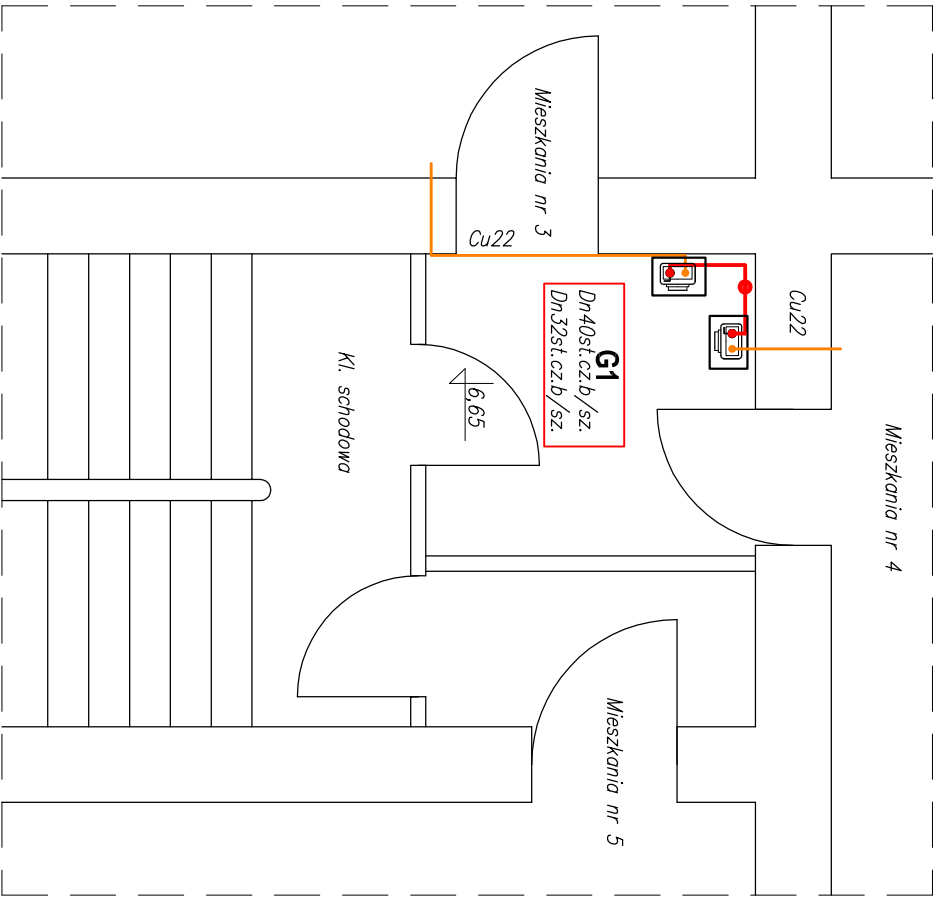 Mieszkania nr 3
Cu22
Cu22
G1
Dn40st.cz.b/sz.
Dn32st.cz.b/sz.
6,65
Kl. schodowa
Mieszkania nr 4
Mieszkania nr 5